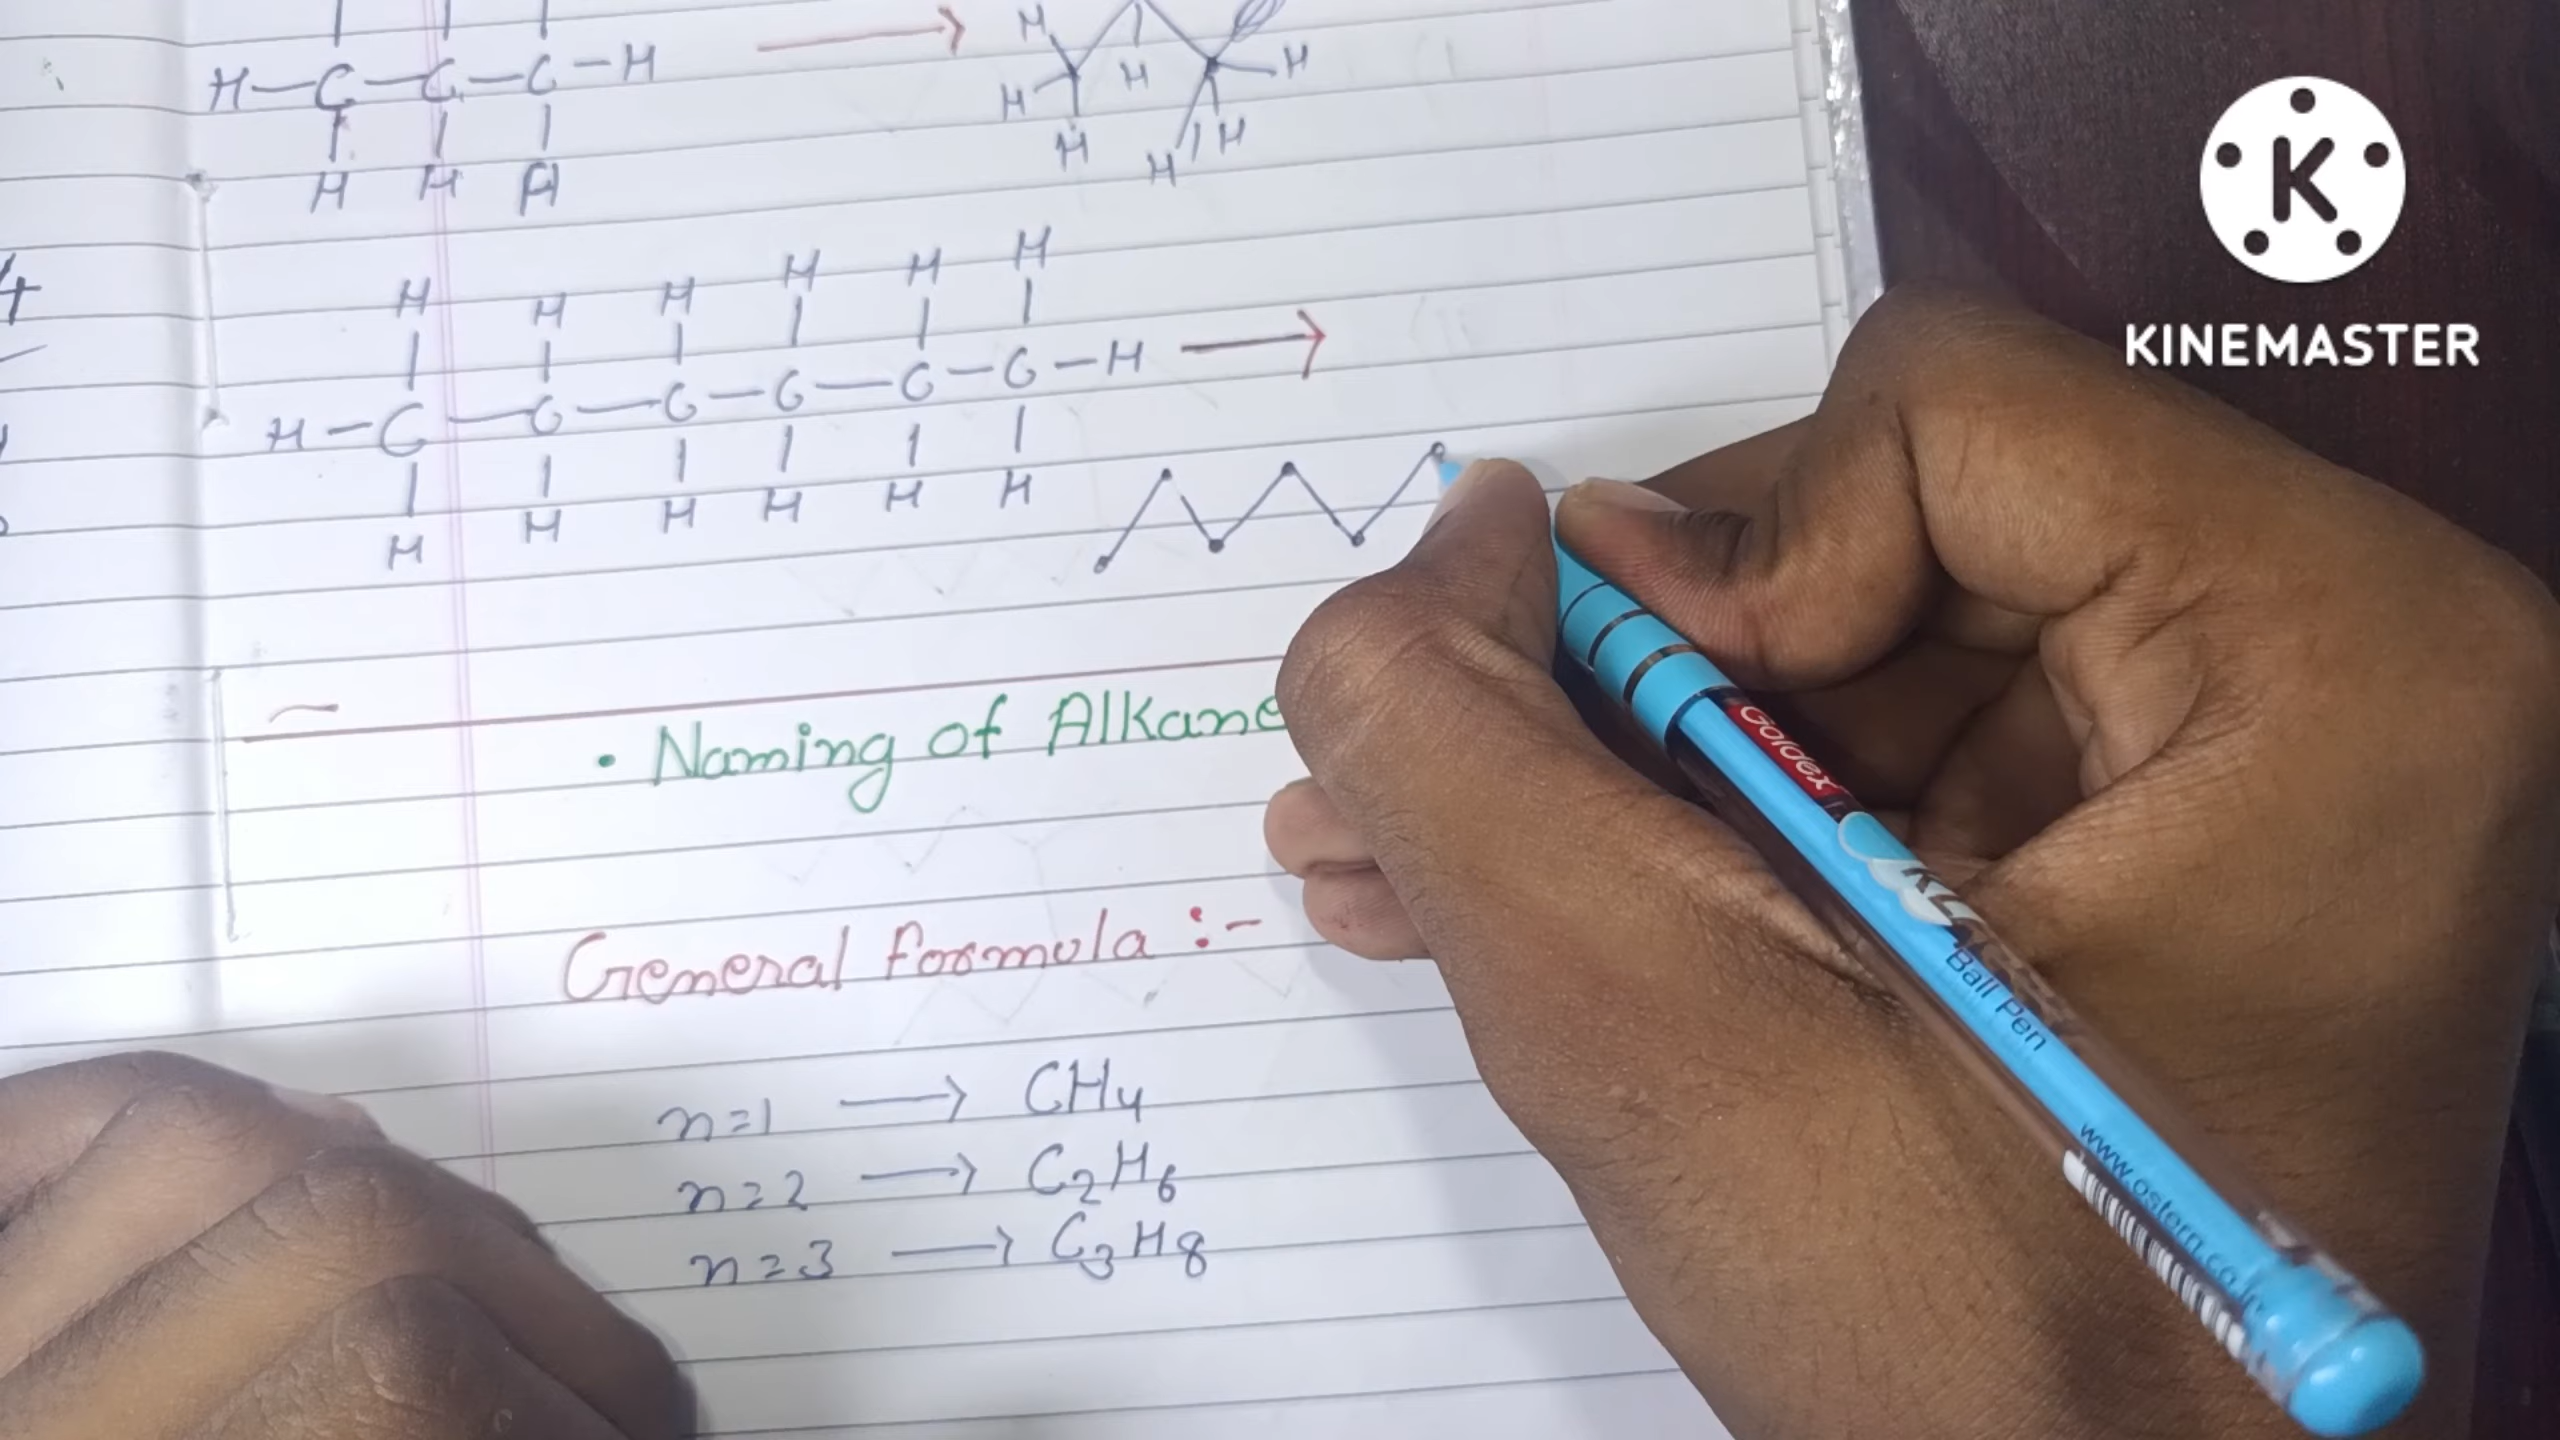 H-C-C-C-H
H H H
H H
H H H H
H H H H H H
H-C-C-C-C-C-C-H
H H H H H H
• Naming of Alkane
General formula :-
n=1 → CH4
n=2 → C2H6
n=3 → C3H8
K
KINEMASTER
Goldex
Ball Pen